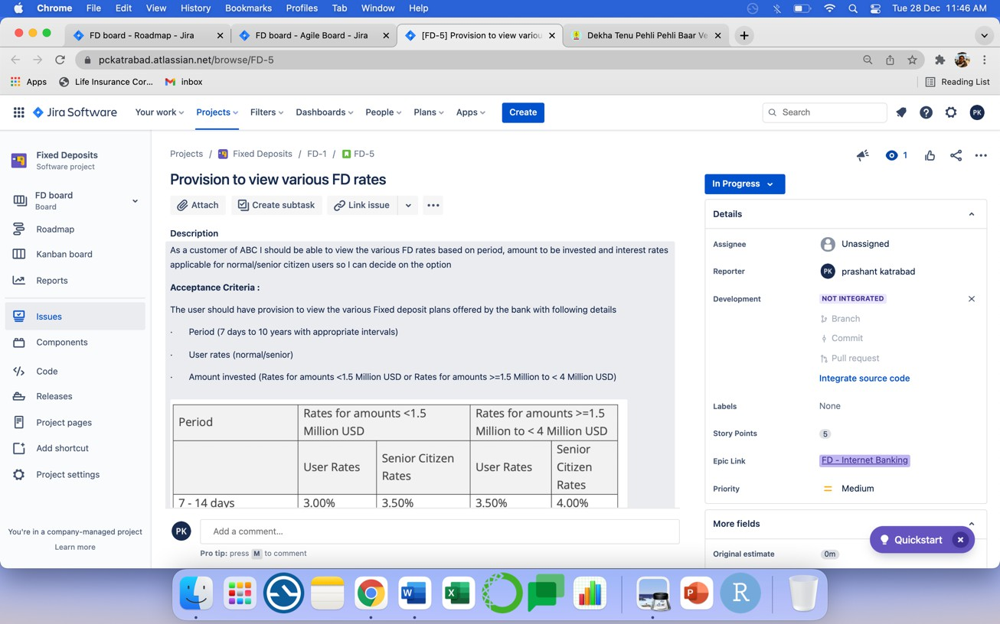 Chrome File Edit View History Bookmarks Profiles Tab Window Help Tue 28 Dec 11:46 AM
FD board - Roadmap - Jira
FD board - Agile Board - Jira
[FD-5] Provision to view variou
Dekha Tenu Pehli Pehli Baar Ve
pckatrabad.atlassian.net/browse/FD-5
Apps Life Insurance Cor... inbox Reading List
Jira Software Your work Projects Filters Dashboards People Plans Apps Create Search PK
Fixed Deposits
Software project
FD board
Board
Roadmap
Kanban board
Reports
Issues
Components
Code
Releases
Project pages
Add shortcut
Project settings
You're in a company-managed project
Learn more
Projects / Fixed Deposits / FD-1 / FD-5
1
Provision to view various FD rates
Attach Create subtask Link issue
Description
As a customer of ABC I should be able to view the various FD rates based on period, amount to be invested and interest rates
applicable for normal/senior citizen users so I can decide on the option
Acceptance Criteria :
The user should have provision to view the various Fixed deposit plans offered by the bank with following details
· Period (7 days to 10 years with appropriate intervals)
· User rates (normal/senior)
· Amount invested (Rates for amounts <1.5 Million USD or Rates for amounts >=1.5 Million to < 4 Million USD)
Period
Rates for amounts <1.5
Million USD
Rates for amounts >=1.5
Million to < 4 Million USD
User Rates
Senior Citizen
Rates
User Rates
Senior
Citizen
Rates
7 - 14 days 3.00% 3.50% 3.50% 4.00%
PK Add a comment...
Pro tip: press M to comment
In Progress
Details
Assignee Unassigned
Reporter PK prashant katrabad
Development NOT INTEGRATED
Branch
Commit
Pull request
Integrate source code
Labels None
Story Points 5
Epic Link FD - Internet Banking
Priority Medium
More fields
Quickstart
Original estimate 0m
W X P R